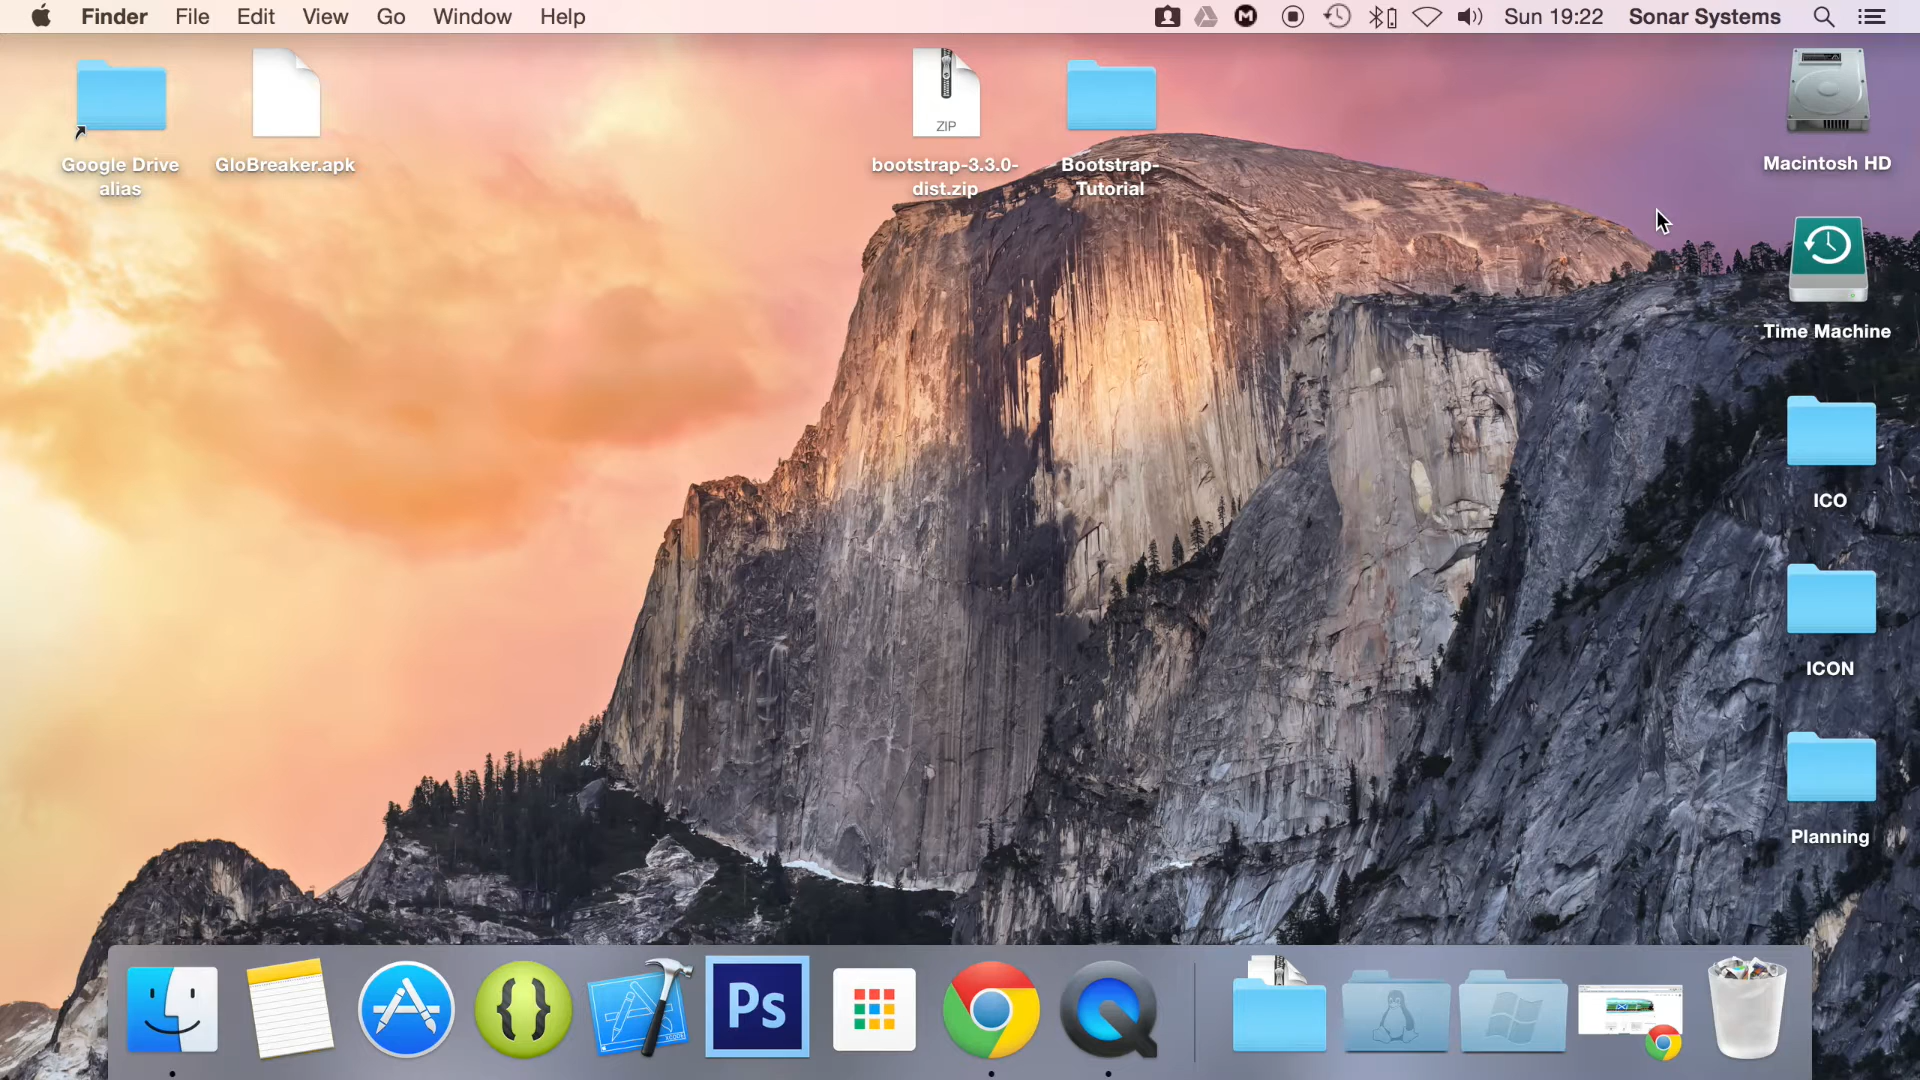 Finder File Edit View Go Window Help Sun 19:22 Sonar Systems
Google Drive
alias
GloBreaker.apk
ZIP
bootstrap-3.3.0-
dist.zip
Bootstrap-
Tutorial
Macintosh HD
Time Machine
ICO
ICON
Planning
Ps